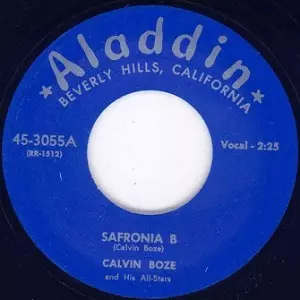 ★Aladdin★
BEVERLY HILLS, CALIFORNIA
45-3055A
(RR-1512)
Vocal - 2:25
SAFRONIA B
(Calvin Boze)
CALVIN BOZE
and His All-Stars